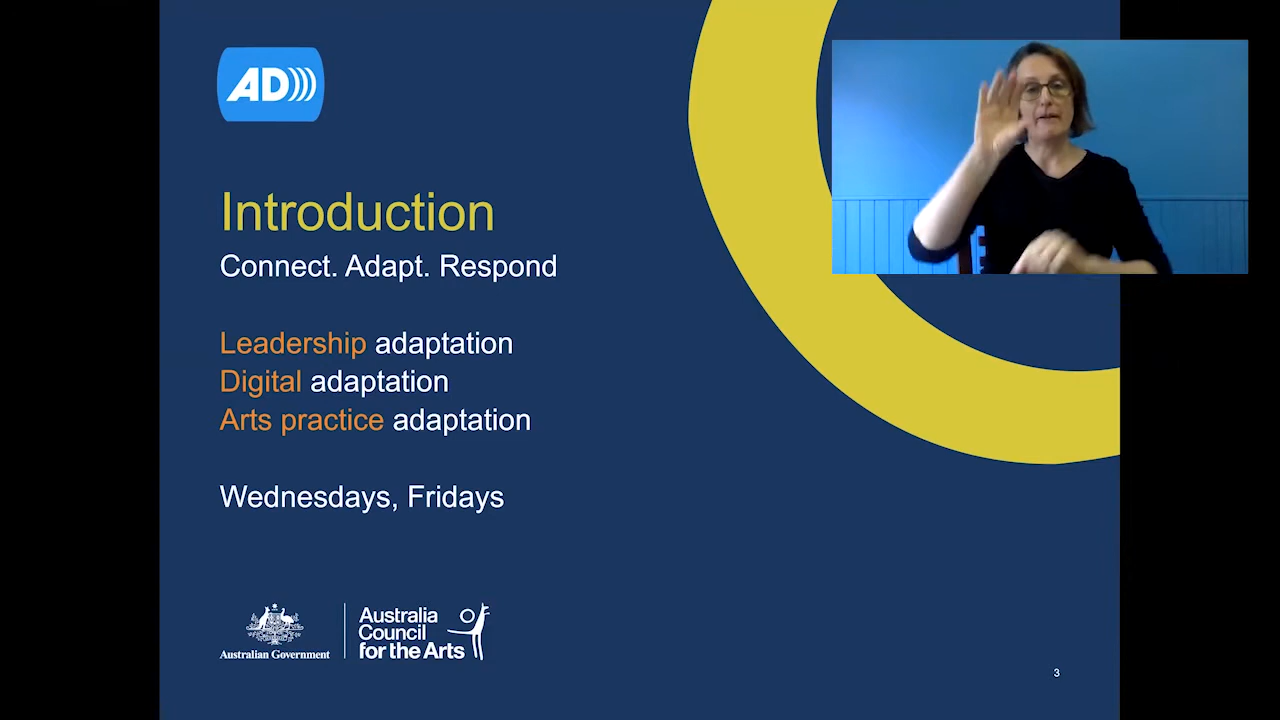 AD
Introduction
Connect. Adapt. Respond
Leadership adaptation
Digital adaptation
Arts practice adaptation
Wednesdays, Fridays
Australian Government
Australia
Council
for the Arts
3